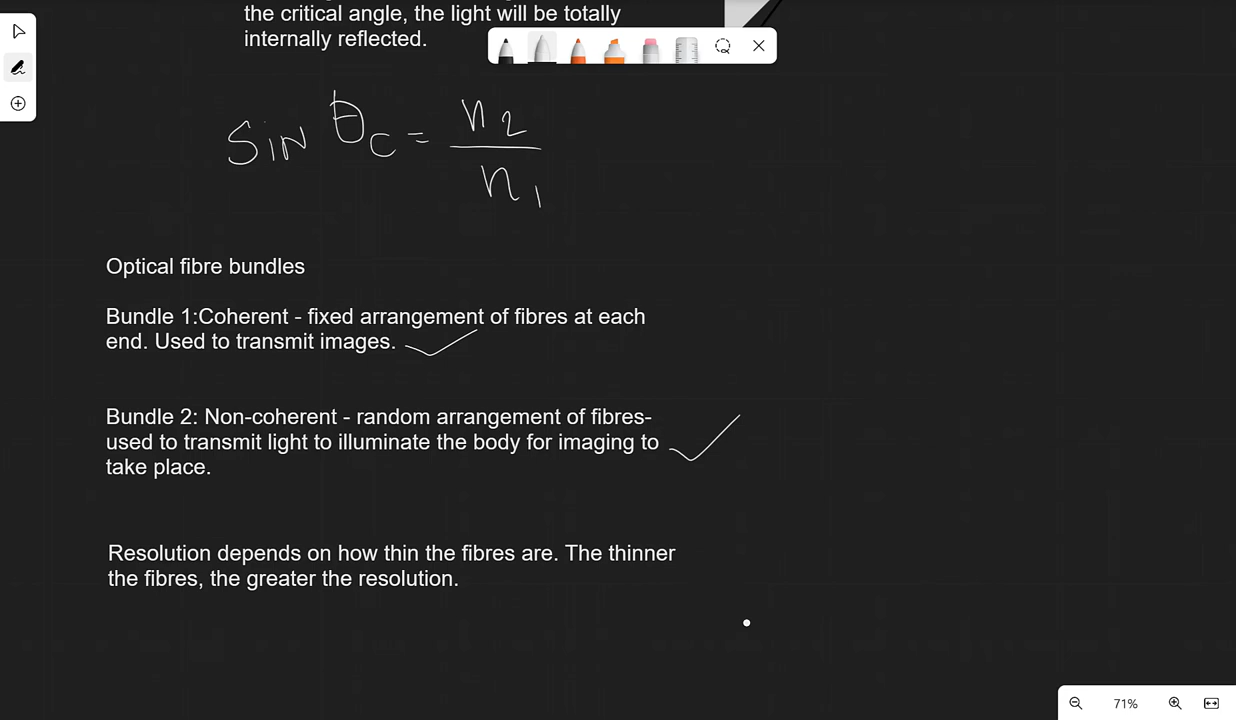 the critical angle, the light will be totally
internally reflected.
sin θc = n2/n1
Optical fibre bundles
Bundle 1:Coherent - fixed arrangement of fibres at each
end. Used to transmit images.
Bundle 2: Non-coherent - random arrangement of fibres-
used to transmit light to illuminate the body for imaging to
take place.
Resolution depends on how thin the fibres are. The thinner
the fibres, the greater the resolution.
71%